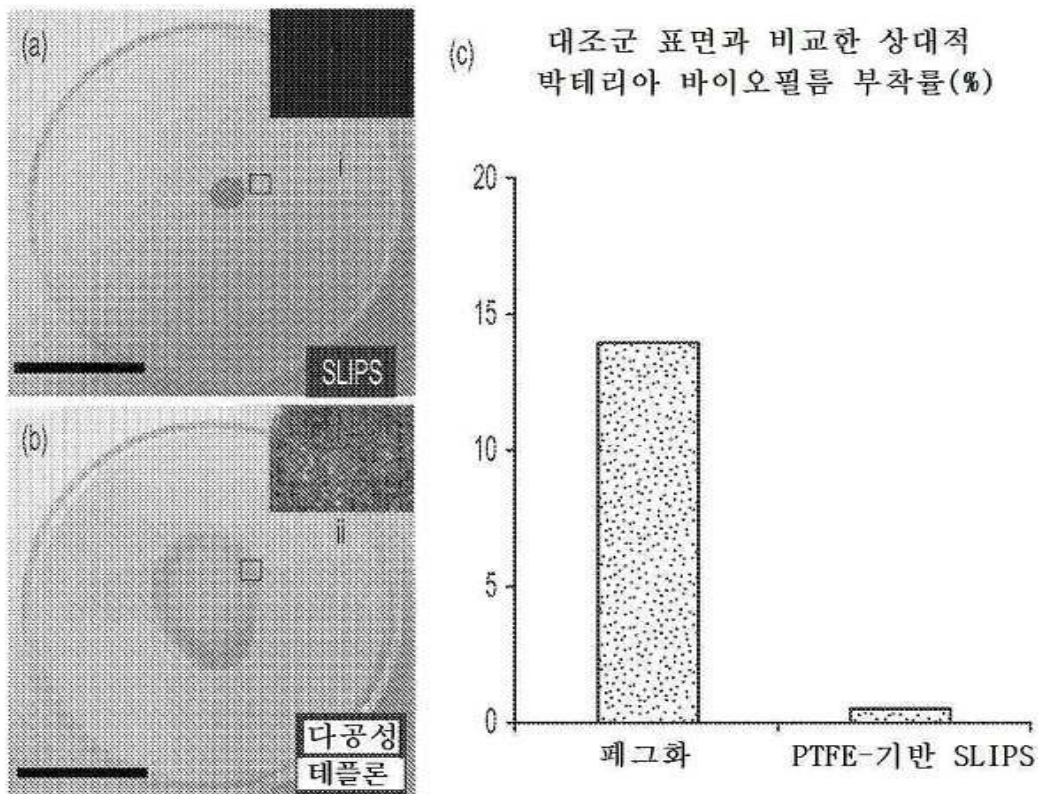 (a)
i
SLIPS
(b)
ii
다공성
테플론
(c)
대조군 표면과 비교한 상대적
박테리아 바이오필름 부착률(%)
20
15
10
5
0
페그화
PTFE-기반 SLIPS